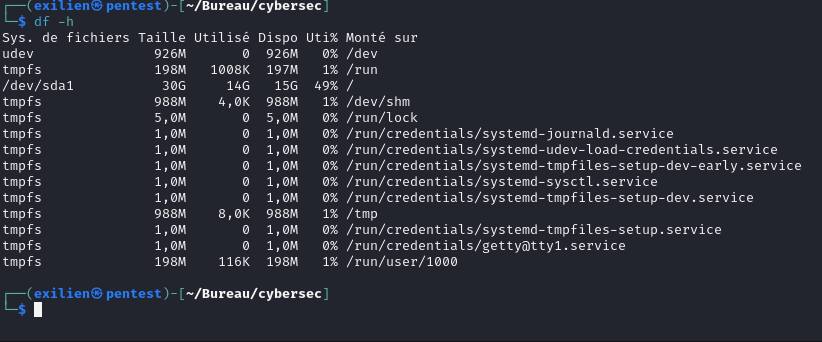 ┌──(exilien㉿pentest)-[~/Bureau/cybersec]
└─$ df -h
Sys. de fichiers Taille Utilisé Dispo Uti% Monté sur
udev               926M       0  926M   0% /dev
tmpfs              198M   1008K  197M   1% /run
/dev/sda1           30G     14G   15G  49% /
tmpfs              988M    4,0K  988M   1% /dev/shm
tmpfs              5,0M       0  5,0M   0% /run/lock
tmpfs              1,0M       0  1,0M   0% /run/credentials/systemd-journald.service
tmpfs              1,0M       0  1,0M   0% /run/credentials/systemd-udev-load-credentials.service
tmpfs              1,0M       0  1,0M   0% /run/credentials/systemd-tmpfiles-setup-dev-early.service
tmpfs              1,0M       0  1,0M   0% /run/credentials/systemd-sysctl.service
tmpfs              1,0M       0  1,0M   0% /run/credentials/systemd-tmpfiles-setup-dev.service
tmpfs              988M    8,0K  988M   1% /tmp
tmpfs              1,0M       0  1,0M   0% /run/credentials/systemd-tmpfiles-setup.service
tmpfs              1,0M       0  1,0M   0% /run/credentials/getty@tty1.service
tmpfs              198M    116K  198M   1% /run/user/1000
┌──(exilien㉿pentest)-[~/Bureau/cybersec]
└─$